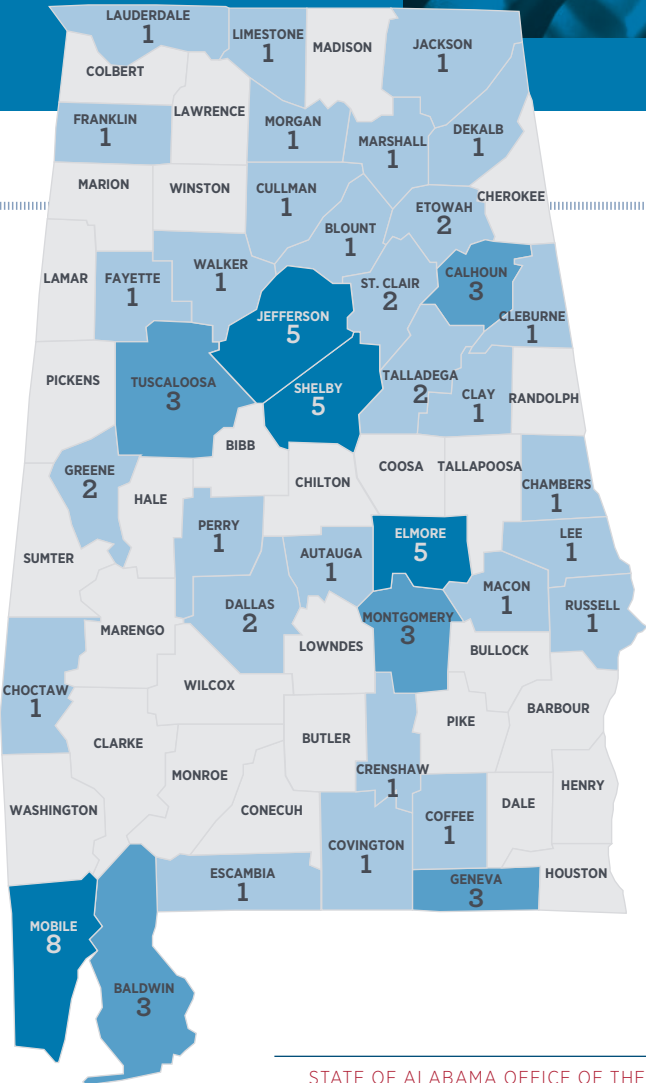 LAUDERDALE
1
LIMESTONE
1
MADISON
JACKSON
1
COLBERT
LAWRENCE
FRANKLIN
1
MORGAN
1
MARSHALL
1
DEKALB
1
MARION
WINSTON
CULLMAN
1
CHEROKEE
ETOWAH
2
BLOUNT
1
LAMAR
FAYETTE
1
WALKER
1
ST. CLAIR
2
CALHOUN
3
CLEBURNE
1
JEFFERSON
5
PICKENS
TUSCALOOSA
3
SHELBY
5
TALLADEGA
2
CLAY
1
RANDOLPH
BIBB
GREENE
2
HALE
CHILTON
COOSA
TALLAPOOSA
CHAMBERS
1
PERRY
1
AUTAUGA
1
ELMORE
5
LEE
1
SUMTER
MACON
1
RUSSELL
1
DALLAS
2
MONTGOMERY
3
MARENGO
LOWNDES
BULLOCK
CHOCTAW
1
WILCOX
CLARKE
BUTLER
PIKE
BARBOUR
MONROE
CRENSHAW
1
HENRY
WASHINGTON
CONECUH
COFFEE
1
DALE
COVINGTON
1
ESCAMBIA
1
GENEVA
3
HOUSTON
MOBILE
8
BALDWIN
3
STATE OF ALABAMA OFFICE OF THE